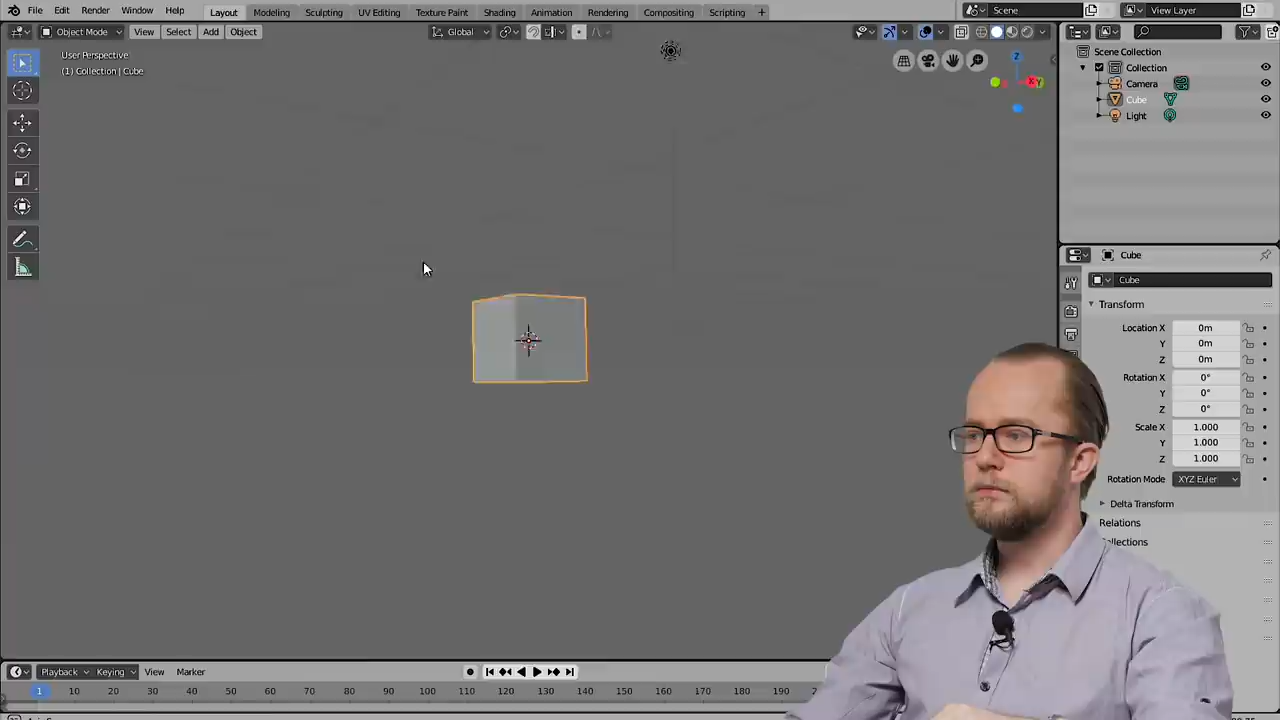 File Edit Render Window Help
Layout Modeling Sculpting UV Editing Texture Paint Shading Animation Rendering Compositing Scripting +
Scene
View Layer
Object Mode View Select Add Object
Global
User Perspective
(1) Collection | Cube
Z
X
Y
Scene Collection
Collection
Camera
Cube
Light
Cube
Cube
Transform
Location X 0m
Y 0m
Z 0m
Rotation X 0°
Y 0°
Z 0°
Scale X 1.000
Y 1.000
Z 1.000
Rotation Mode XYZ Euler
Delta Transform
Relations
Collections
Playback Keying View Marker
1 10 20 30 40 50 60 70 80 90 100 110 120 130 140 150 160 170 180 190